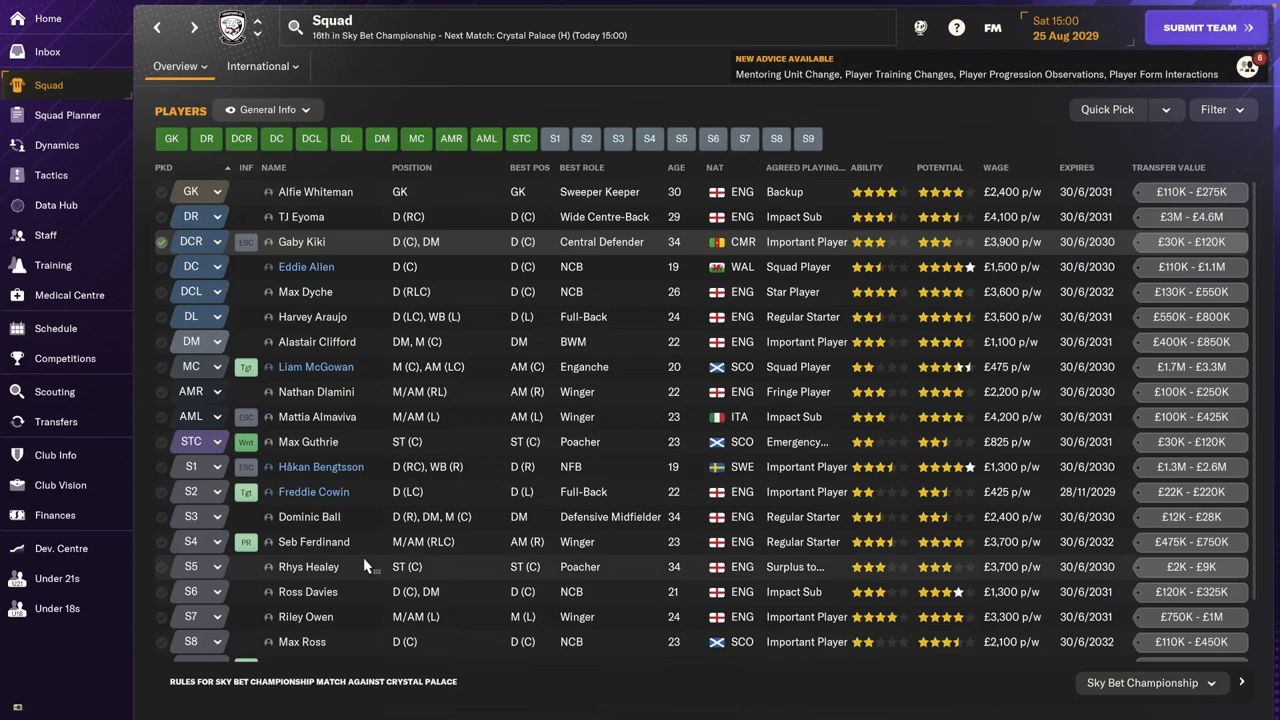 Home
Inbox
Squad
Squad Planner
Dynamics
Tactics
Data Hub
Staff
Training
Medical Centre
Schedule
Competitions
Scouting
Transfers
Club Info
Club Vision
Finances
Dev. Centre
Under 21s
Under 18s
Squad
16th in Sky Bet Championship - Next Match: Crystal Palace (H) (Today 15:00)
FM
Sat 15:00
25 Aug 2029
SUBMIT TEAM
Overview
International
NEW ADVICE AVAILABLE
Mentoring Unit Change, Player Training Changes, Player Progression Observations, Player Form Interactions
6
PLAYERS
General Info
Quick Pick
Filter
GK DR DCR DC DCL DL DM MC AMR AML STC S1 S2 S3 S4 S5 S6 S7 S8 S9
PKD INF NAME POSITION BEST POS BEST ROLE AGE NAT AGREED PLAYING... ABILITY POTENTIAL WAGE EXPIRES TRANSFER VALUE
GK Alfie Whiteman GK GK Sweeper Keeper 30 ENG Backup £2,400 p/w 30/6/2031 £110K - £275K
DR TJ Eyoma D (RC) D (C) Wide Centre-Back 29 ENG Impact Sub £4,100 p/w 30/6/2031 £3M - £4.6M
DCR ESC Gaby Kiki D (C), DM D (C) Central Defender 34 CMR Important Player £3,900 p/w 30/6/2030 £30K - £120K
DC Eddie Allen D (C) D (C) NCB 19 WAL Squad Player £1,500 p/w 30/6/2030 £110K - £1.1M
DCL Max Dyche D (RLC) D (C) NCB 26 ENG Star Player £3,600 p/w 30/6/2032 £130K - £550K
DL Harvey Araujo D (LC), WB (L) D (L) Full-Back 24 ENG Regular Starter £3,500 p/w 30/6/2030 £550K - £800K
DM Alastair Clifford DM, M (C) DM BWM 22 ENG Regular Starter £1,100 p/w 30/6/2030 £400K - £850K
MC Tgt Liam McGowan M (C), AM (LC) AM (C) Enganche 20 SCO Squad Player £475 p/w 30/6/2030 £1.7M - £3.3M
AMR Nathan Dlamini M/AM (RL) AM (R) Winger 22 ENG Fringe Player £2,200 p/w 30/6/2031 £100K - £250K
AML ESC Mattia Almaviva M/AM (L) AM (L) Winger 23 ITA Impact Sub £4,200 p/w 30/6/2031 £100K - £425K
STC Wnt Max Guthrie ST (C) ST (C) Poacher 23 SCO Emergency... £825 p/w 30/6/2031 £30K - £120K
S1 ESC Håkan Bengtsson D (RC), WB (R) D (R) NFB 19 SWE Important Player £1,300 p/w 30/6/2030 £1.3M - £2.6M
S2 Tgt Freddie Cowin D (LC) D (L) Full-Back 22 ENG Important Player £425 p/w 28/11/2029 £22K - £220K
S3 Dominic Ball D (R), DM, M (C) DM Defensive Midfielder 34 ENG Regular Starter £2,400 p/w 30/6/2030 £12K - £28K
S4 PR Seb Ferdinand M/AM (RLC) AM (R) Winger 23 ENG Regular Starter £3,700 p/w 30/6/2032 £475K - £750K
S5 Rhys Healey ST (C) ST (C) Poacher 34 ENG Surplus to... £3,700 p/w 30/6/2030 £2K - £9K
S6 Ross Davies D (C), DM D (C) NCB 21 ENG Impact Sub £1,300 p/w 30/6/2031 £120K - £325K
S7 Riley Owen M/AM (L) M (L) Winger 24 ENG Important Player £3,300 p/w 30/6/2031 £750K - £1M
S8 Max Ross D (C) D (C) NCB 23 SCO Important Player £2,100 p/w 30/6/2032 £110K - £450K
RULES FOR SKY BET CHAMPIONSHIP MATCH AGAINST CRYSTAL PALACE
Sky Bet Championship